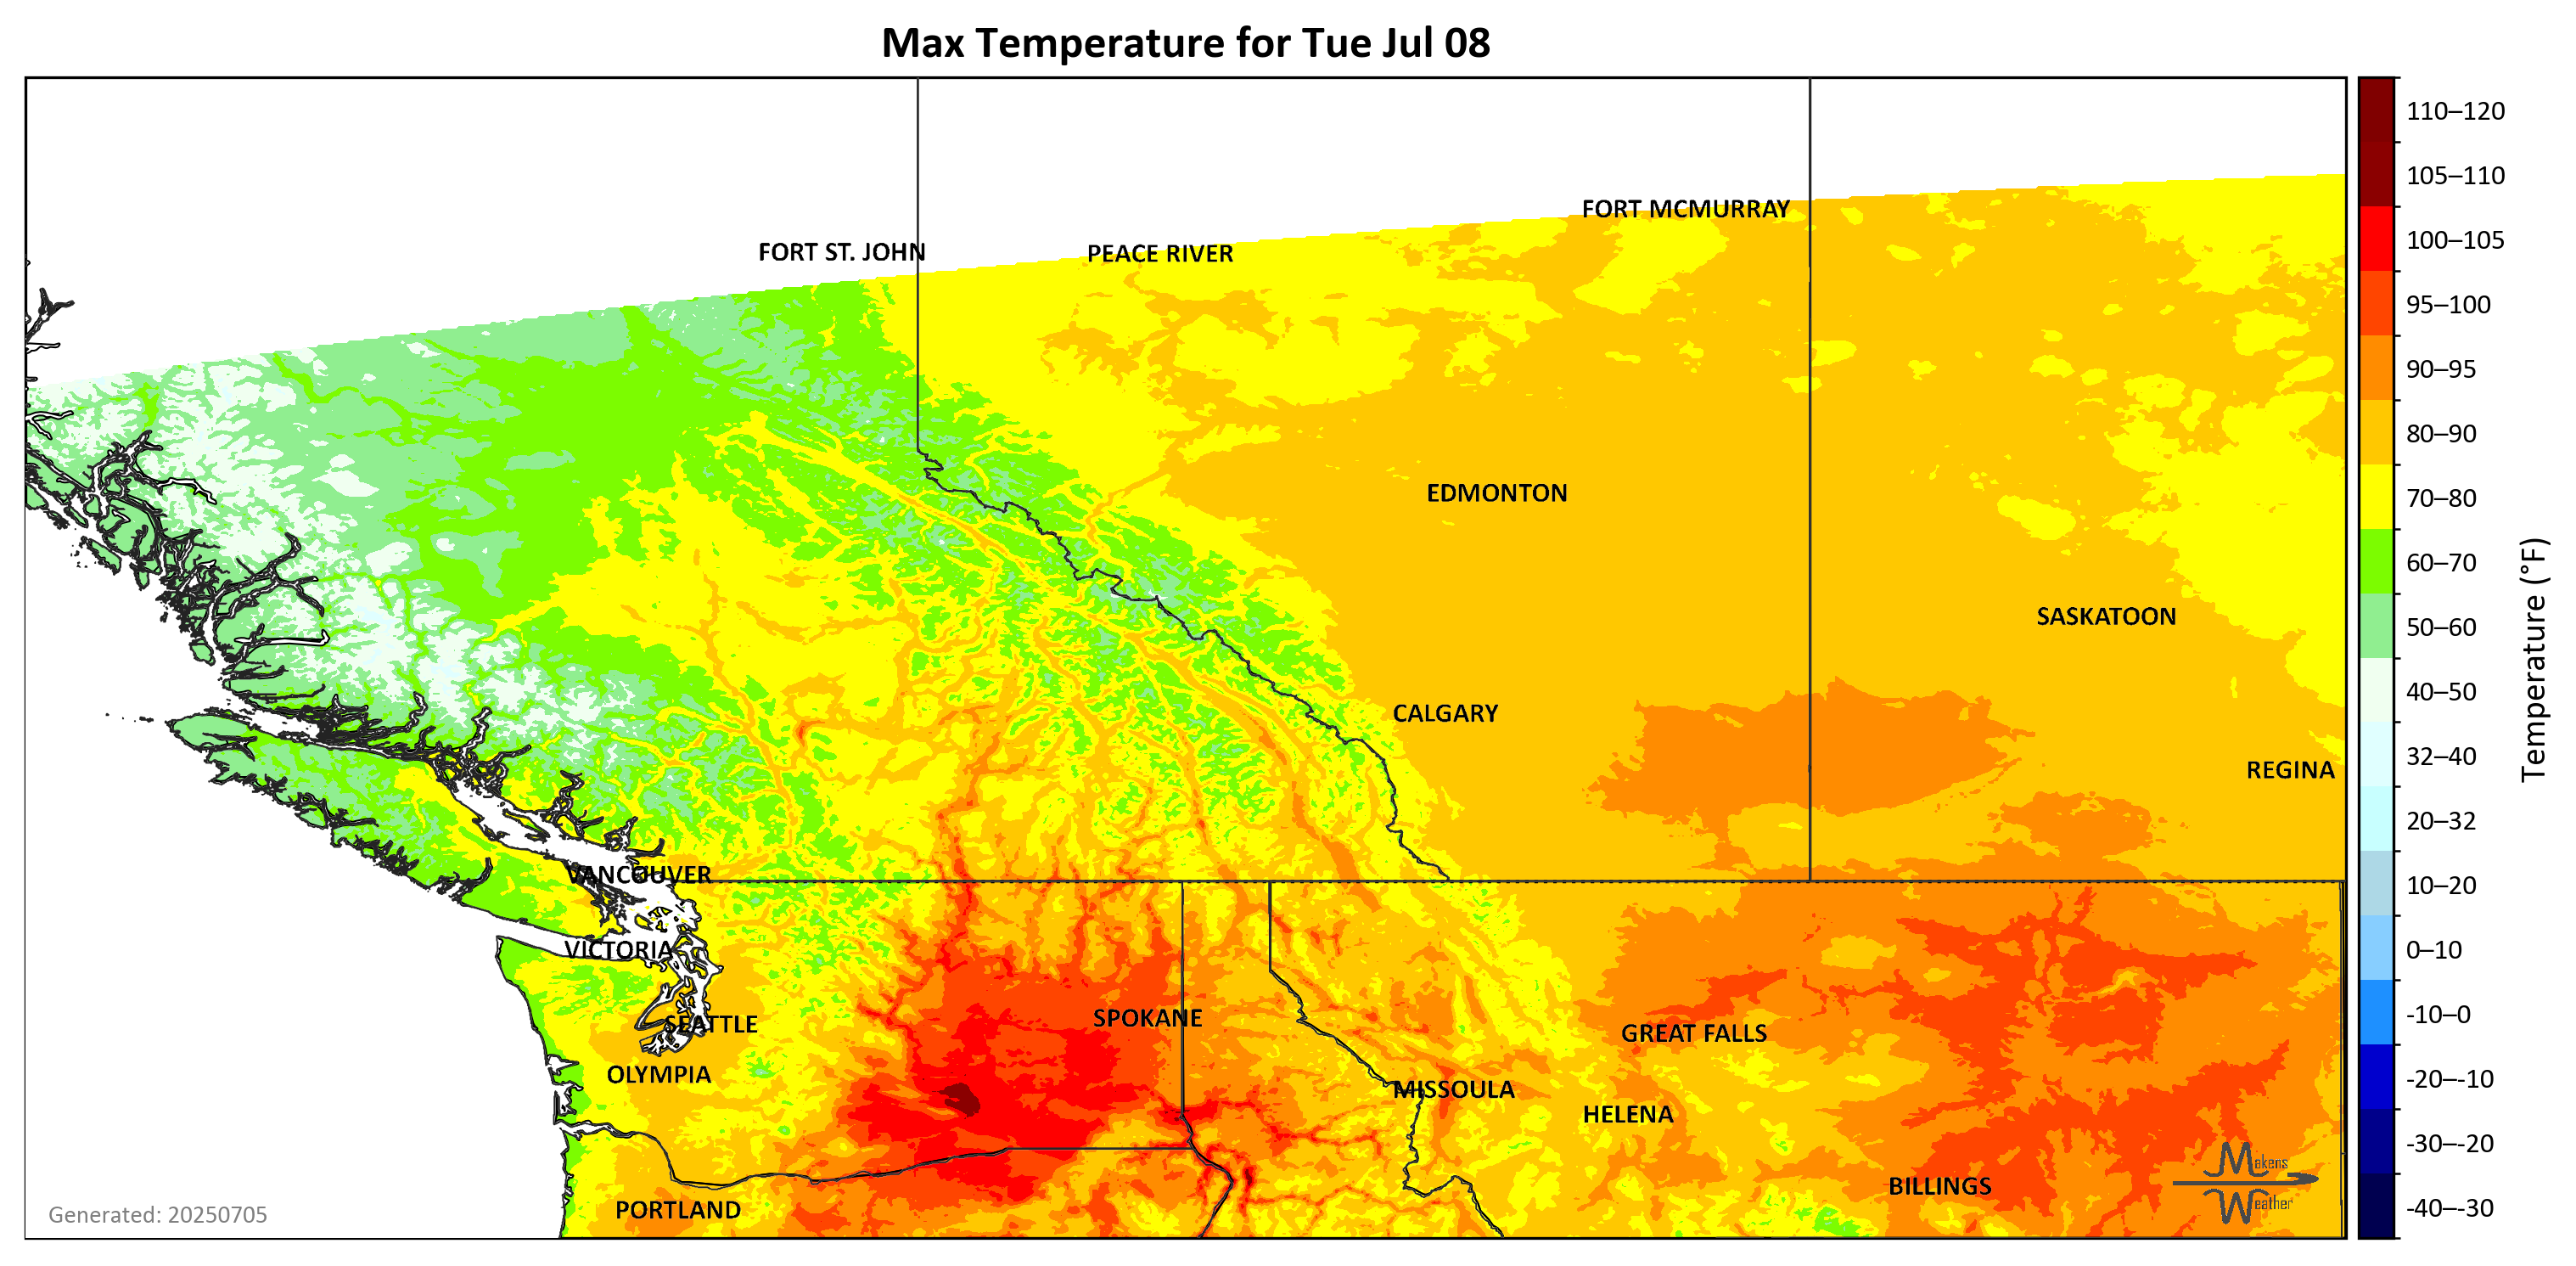 Max Temperature for Tue Jul 08
110–120
105–110
FORT MCMURRAY
100–105
FORT ST. JOHN
PEACE RIVER
95–100
90–95
80–90
EDMONTON
70–80
60–70
SASKATOON
50–60
Temperature (°F)
CALGARY
40–50
32–40
REGINA
20–32
VANCOUVER
10–20
VICTORIA
0–10
SPOKANE
SEATTLE
GREAT FALLS
-10–0
OLYMPIA
MISSOULA
-20–-10
HELENA
-30–-20
Makens
Weather
BILLINGS
PORTLAND
-40–-30
Generated: 20250705